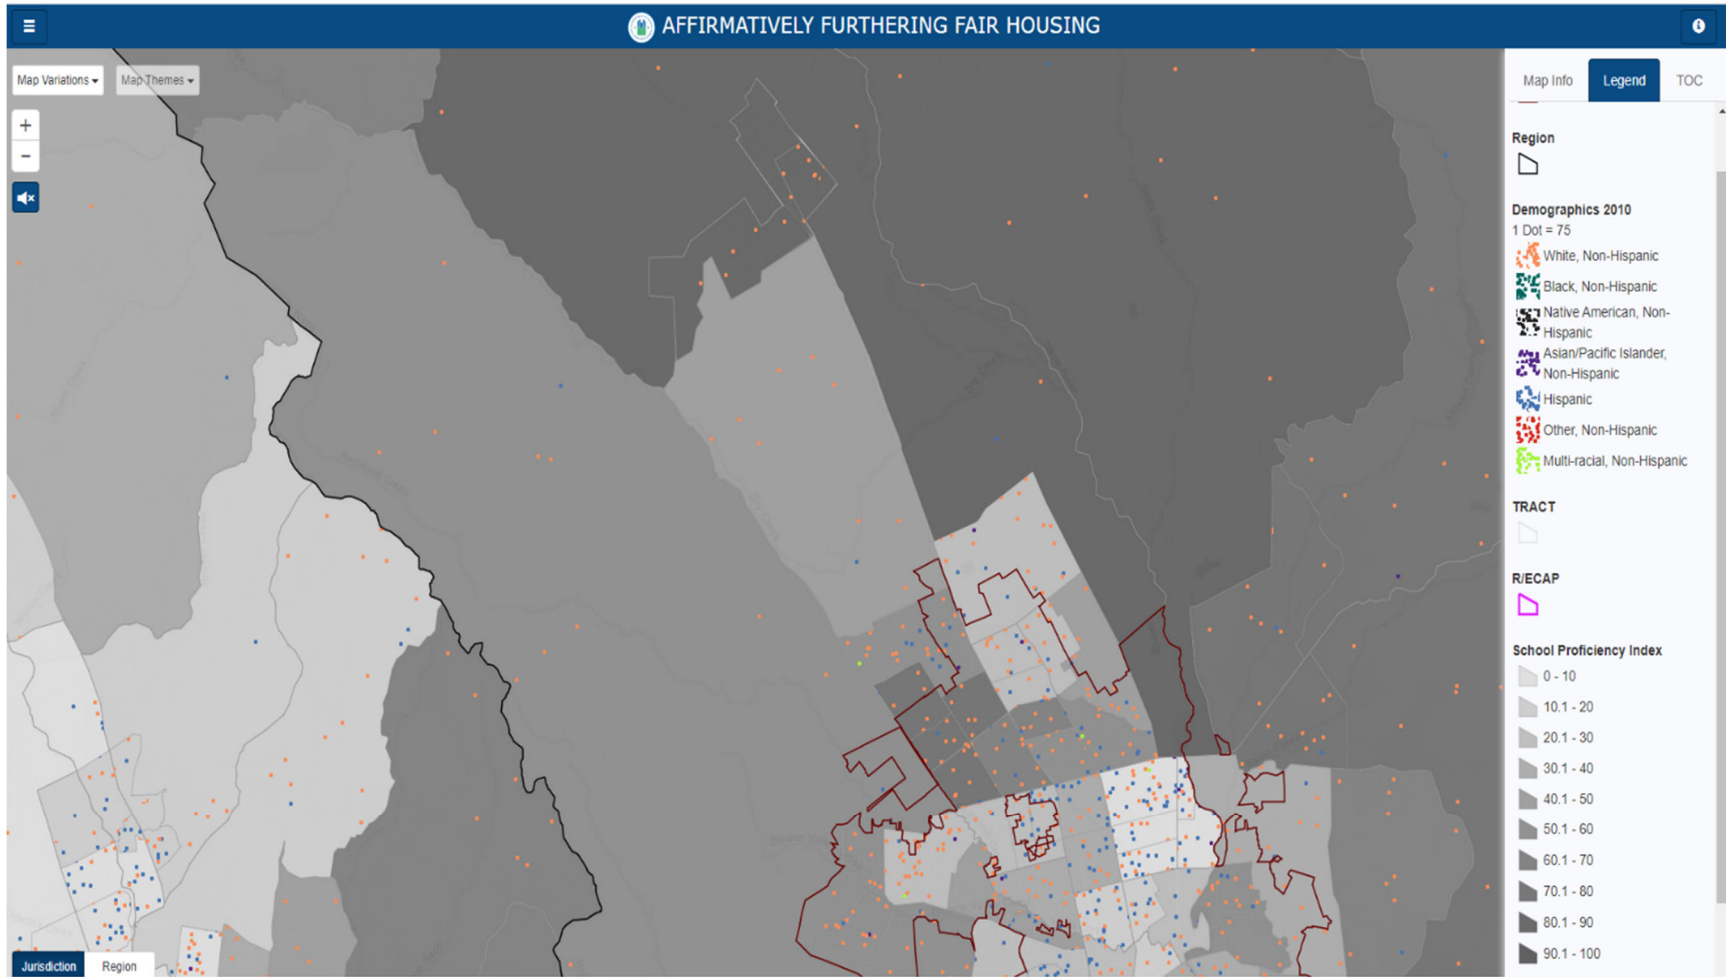 AFFIRMATIVELY FURTHERING FAIR HOUSING
Map Variations
Map Themes
+
−
Jurisdiction
Region
Map Info
Legend
TOC
Region
Demographics 2010
1 Dot = 75
White, Non-Hispanic
Black, Non-Hispanic
Native American, Non-
Hispanic
Asian/Pacific Islander,
Non-Hispanic
Hispanic
Other, Non-Hispanic
Multi-racial, Non-Hispanic
TRACT
R/ECAP
School Proficiency Index
0 - 10
10.1 - 20
20.1 - 30
30.1 - 40
40.1 - 50
50.1 - 60
60.1 - 70
70.1 - 80
80.1 - 90
90.1 - 100